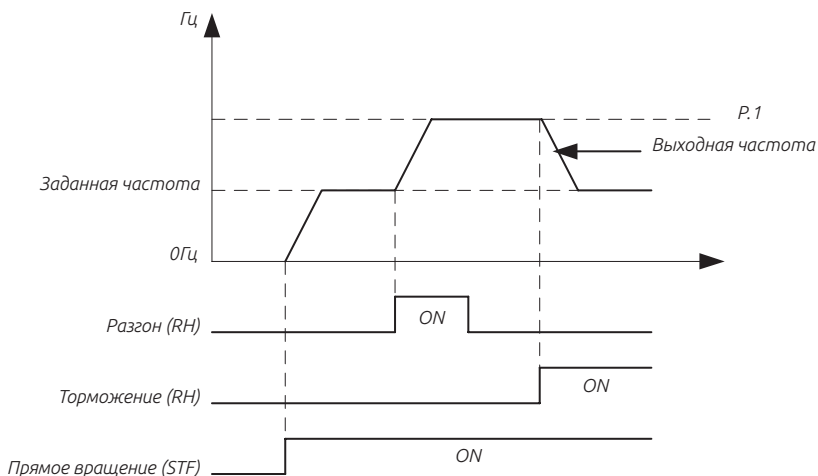 Гц
P.1
Выходная частота
Заданная частота
0Гц
Разгон (RH)
ON
Торможение (RH)
ON
Прямое вращение (STF)
ON